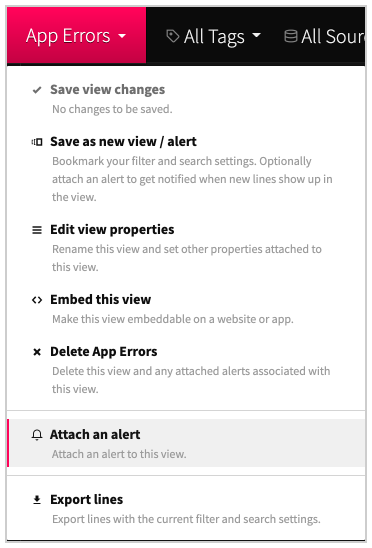 App Errors
All Tags
All Sour
Save view changes
No changes to be saved.
Save as new view / alert
Bookmark your filter and search settings. Optionally
attach an alert to get notified when new lines show up in
the view.
Edit view properties
Rename this view and set other properties attached to
this view.
Embed this view
Make this view embeddable on a website or app.
Delete App Errors
Delete this view and any attached alerts associated with
this view.
Attach an alert
Attach an alert to this view.
Export lines
Export lines with the current filter and search settings.